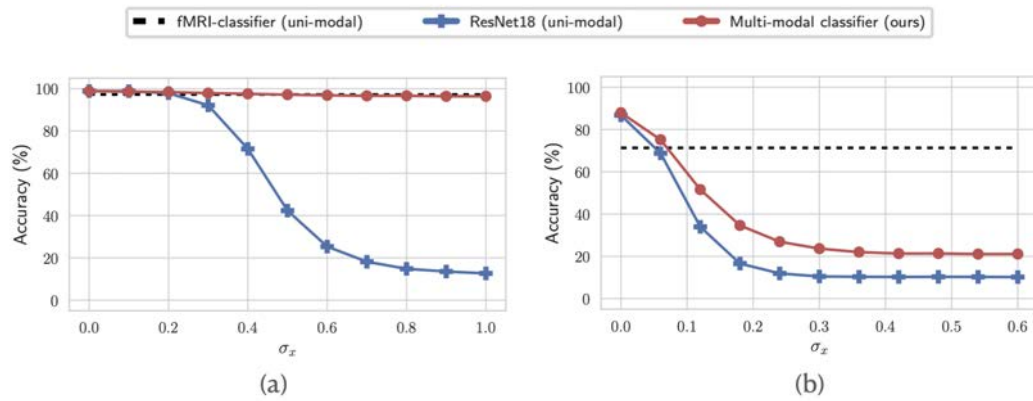 fMRI-classifier (uni-modal) ResNet18 (uni-modal) Multi-modal classifier (ours)
Accuracy (%)
100
80
60
40
20
0
0.0 0.2 0.4 0.6 0.8 1.0
σₓ
(a)
Accuracy (%)
100
80
60
40
20
0
0.0 0.1 0.2 0.3 0.4 0.5 0.6
σₓ
(b)